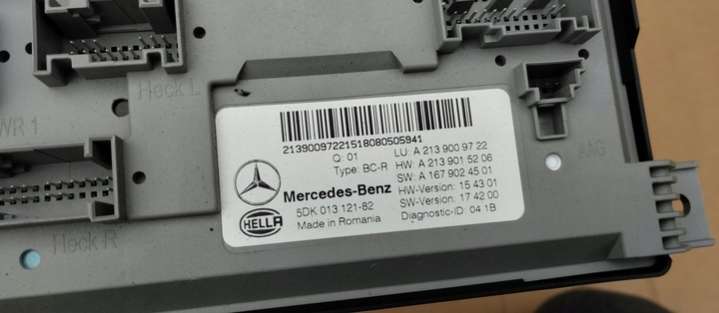 Heck L
WR 1
Heck R
AAG
21390097221518080505941
Q: 01
LU: A 213 900 97 22
Type: BC-R
HW: A 213 901 52 06
SW: A 167 902 45 01
Mercedes-Benz
HW-Version: 15 43 01
5DK 013 121-82
SW-Version: 17 42 00
HELLA
Made in Romania
Diagnostic-ID: 04 1B